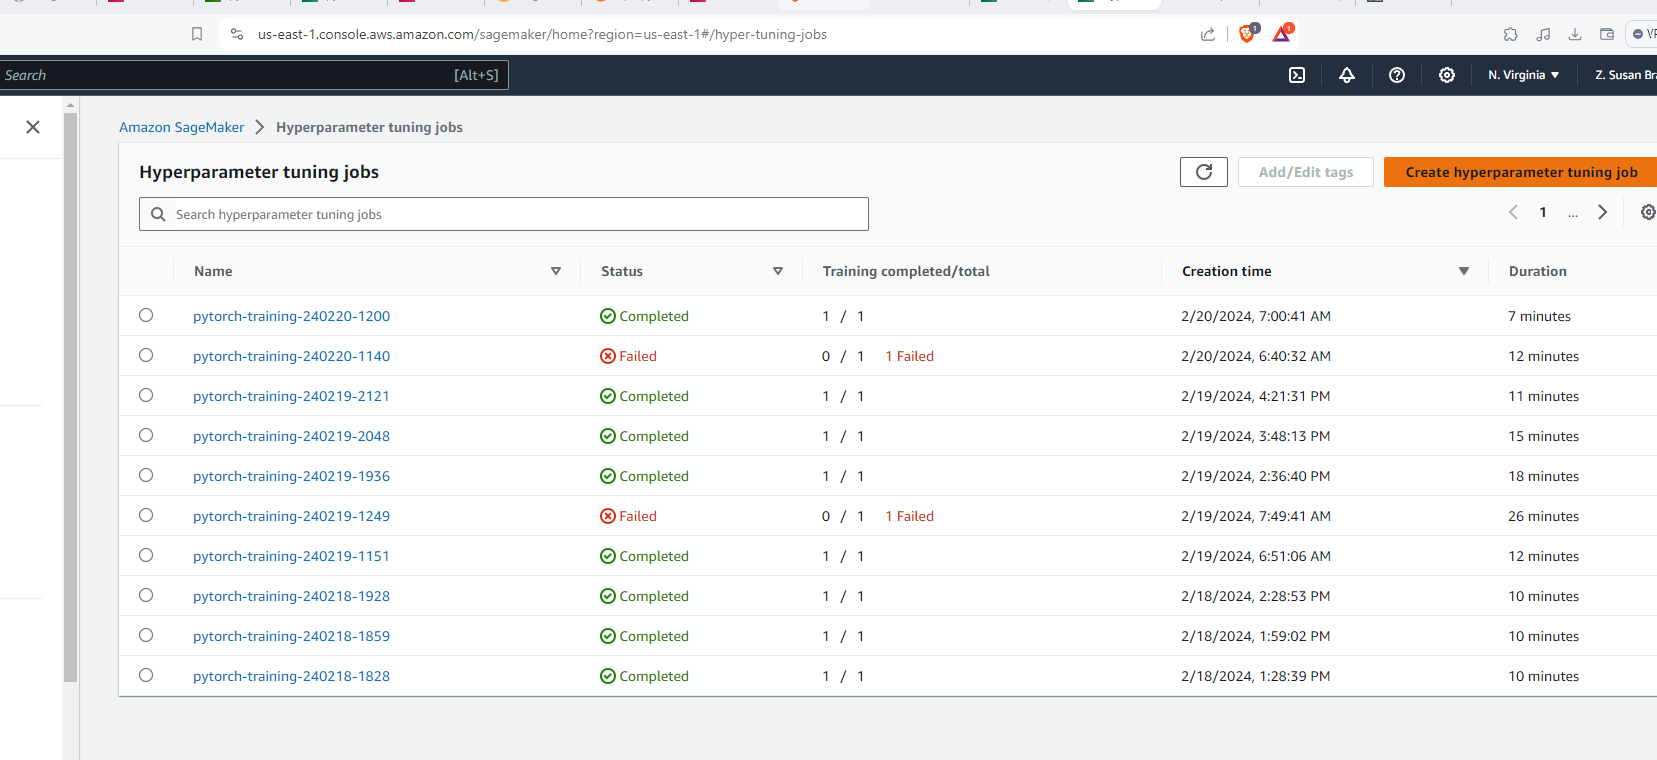 us-east-1.console.aws.amazon.com/sagemaker/home?region=us-east-1#/hyper-tuning-jobs 1 1
Search [Alt+S] N. Virginia Z. Susan
Amazon SageMaker Hyperparameter tuning jobs
Hyperparameter tuning jobs Add/Edit tags Create hyperparameter tuning job
Search hyperparameter tuning jobs 1 ...
Name Status Training completed/total Creation time Duration
pytorch-training-240220-1200 Completed 1 / 1 2/20/2024, 7:00:41 AM 7 minutes
pytorch-training-240220-1140 Failed 0 / 1 1 Failed 2/20/2024, 6:40:32 AM 12 minutes
pytorch-training-240219-2121 Completed 1 / 1 2/19/2024, 4:21:31 PM 11 minutes
pytorch-training-240219-2048 Completed 1 / 1 2/19/2024, 3:48:13 PM 15 minutes
pytorch-training-240219-1936 Completed 1 / 1 2/19/2024, 2:36:40 PM 18 minutes
pytorch-training-240219-1249 Failed 0 / 1 1 Failed 2/19/2024, 7:49:41 AM 26 minutes
pytorch-training-240219-1151 Completed 1 / 1 2/19/2024, 6:51:06 AM 12 minutes
pytorch-training-240218-1928 Completed 1 / 1 2/18/2024, 2:28:53 PM 10 minutes
pytorch-training-240218-1859 Completed 1 / 1 2/18/2024, 1:59:02 PM 10 minutes
pytorch-training-240218-1828 Completed 1 / 1 2/18/2024, 1:28:39 PM 10 minutes